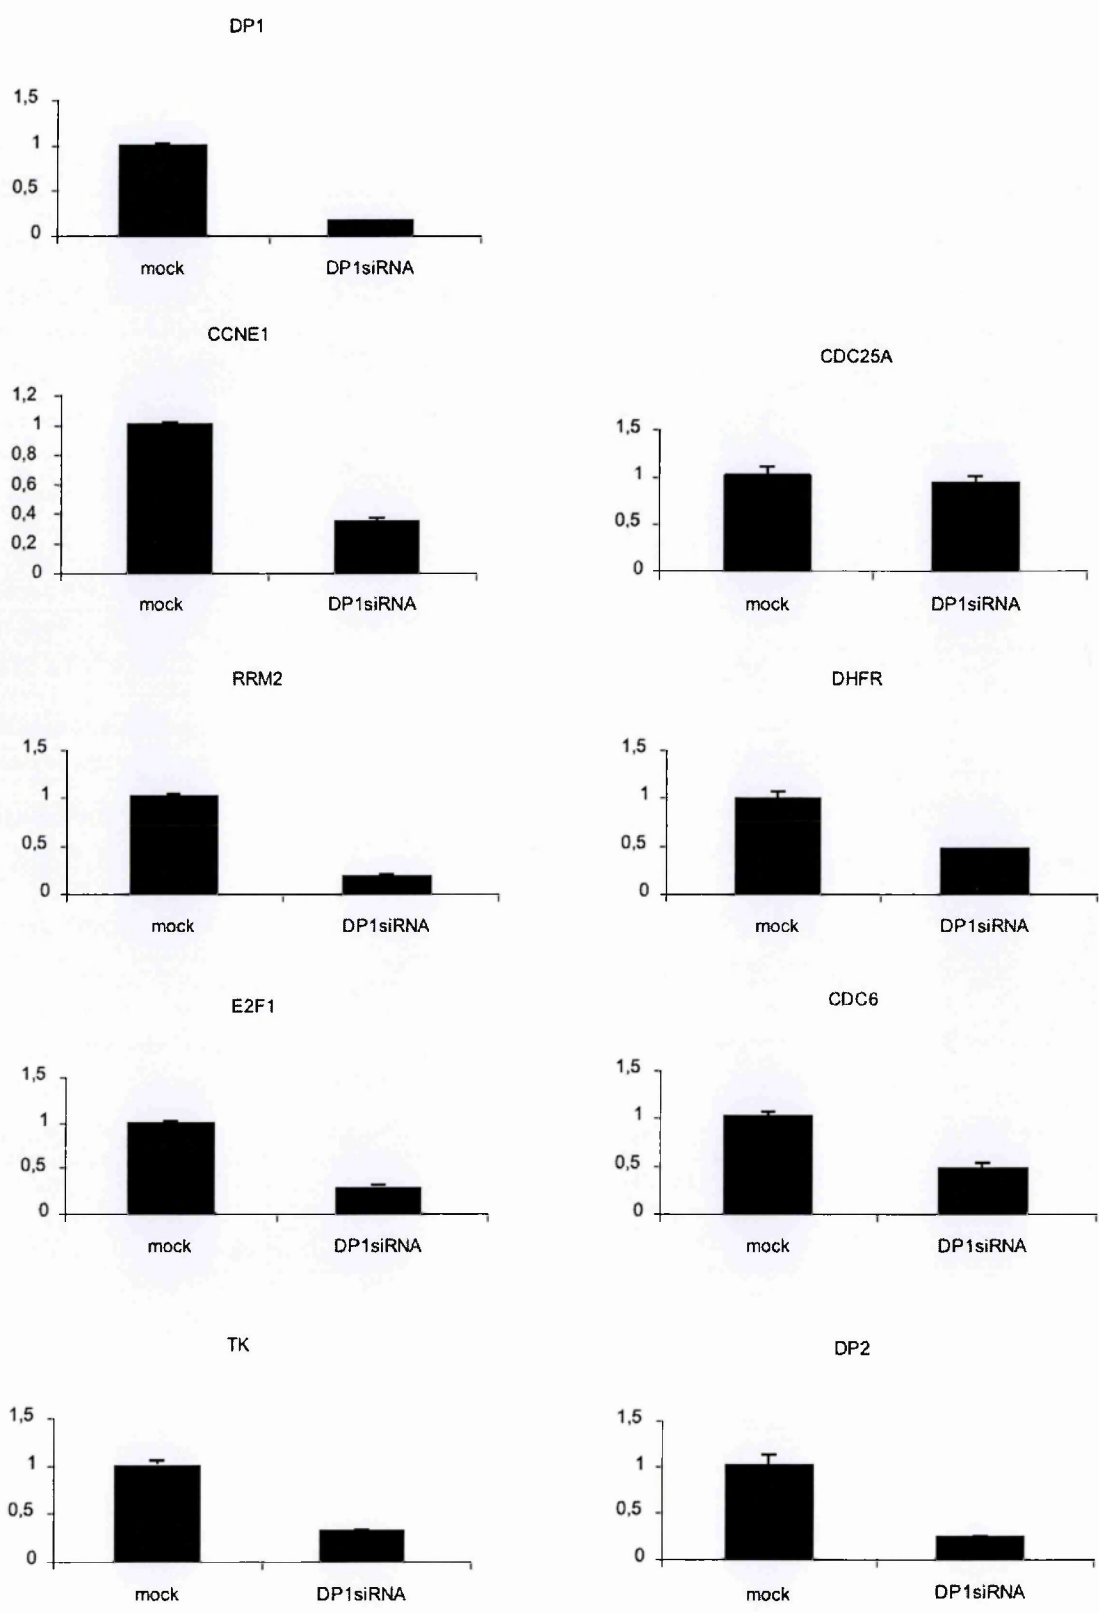 DP1
1,5
1
0,5
0
mock DP1siRNA
CCNE1
1,2
1
0,8
0,6
0,4
0,2
0
mock DP1siRNA
CDC25A
1,5
1
0,5
0
mock DP1siRNA
RRM2
1,5
1
0,5
0
mock DP1siRNA
DHFR
1,5
1
0,5
0
mock DP1siRNA
E2F1
1,5
1
0,5
0
mock DP1siRNA
CDC6
1,5
1
0,5
0
mock DP1siRNA
TK
1,5
1
0,5
0
mock DP1siRNA
DP2
1,5
1
0,5
0
mock DP1siRNA